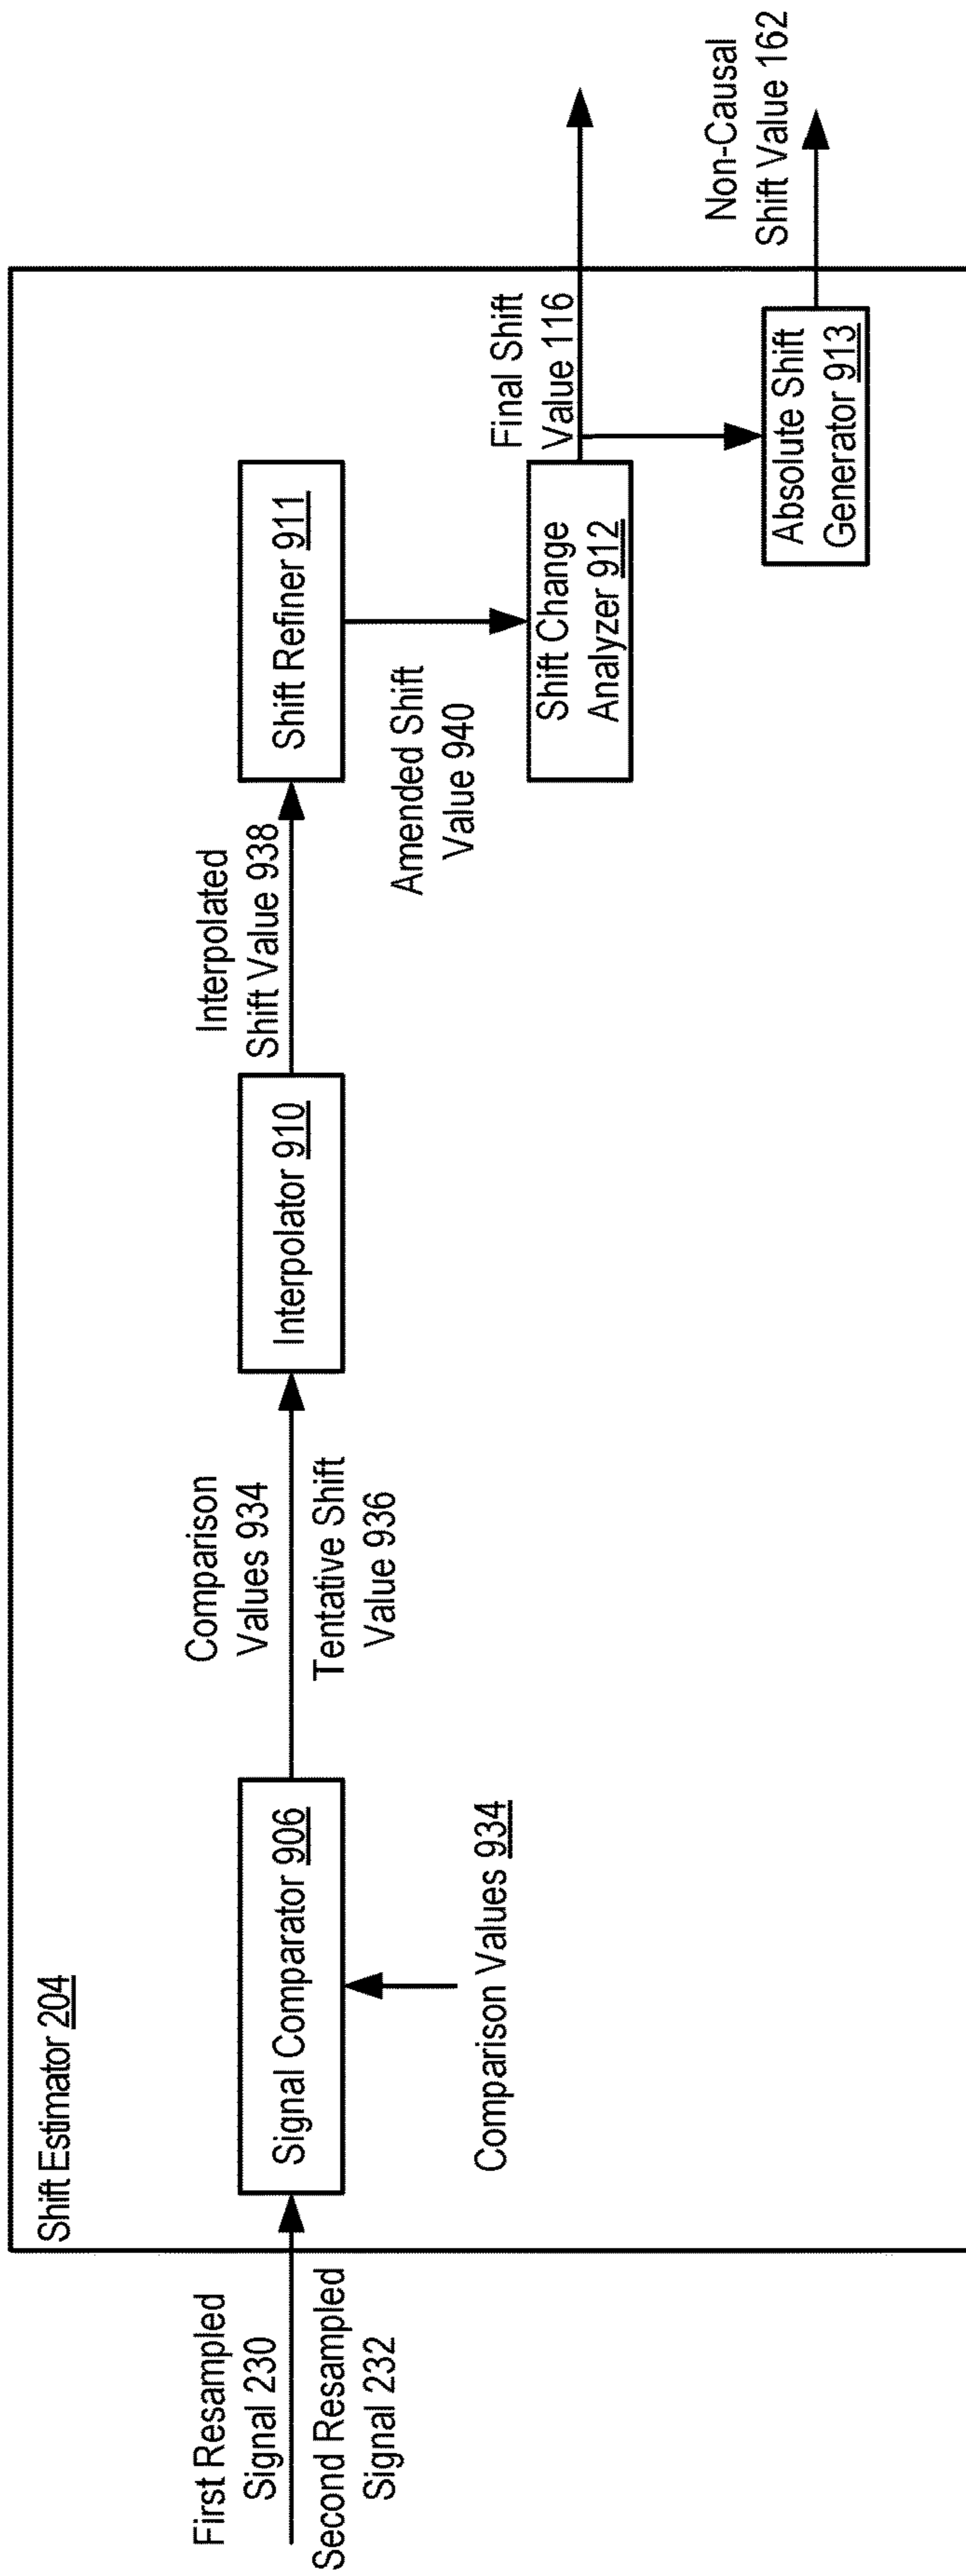 Shift Estimator 204
First Resampled
Signal 230
Second Resampled
Signal 232
Signal Comparator 906
Comparison Values 934
Comparison
Values 934
Tentative Shift
Value 936
Interpolator 910
Interpolated
Shift Value 938
Shift Refiner 911
Amended Shift
Value 940
Shift Change
Analyzer 912
Final Shift
Value 116
Absolute Shift
Generator 913
Non-Causal
Shift Value 162